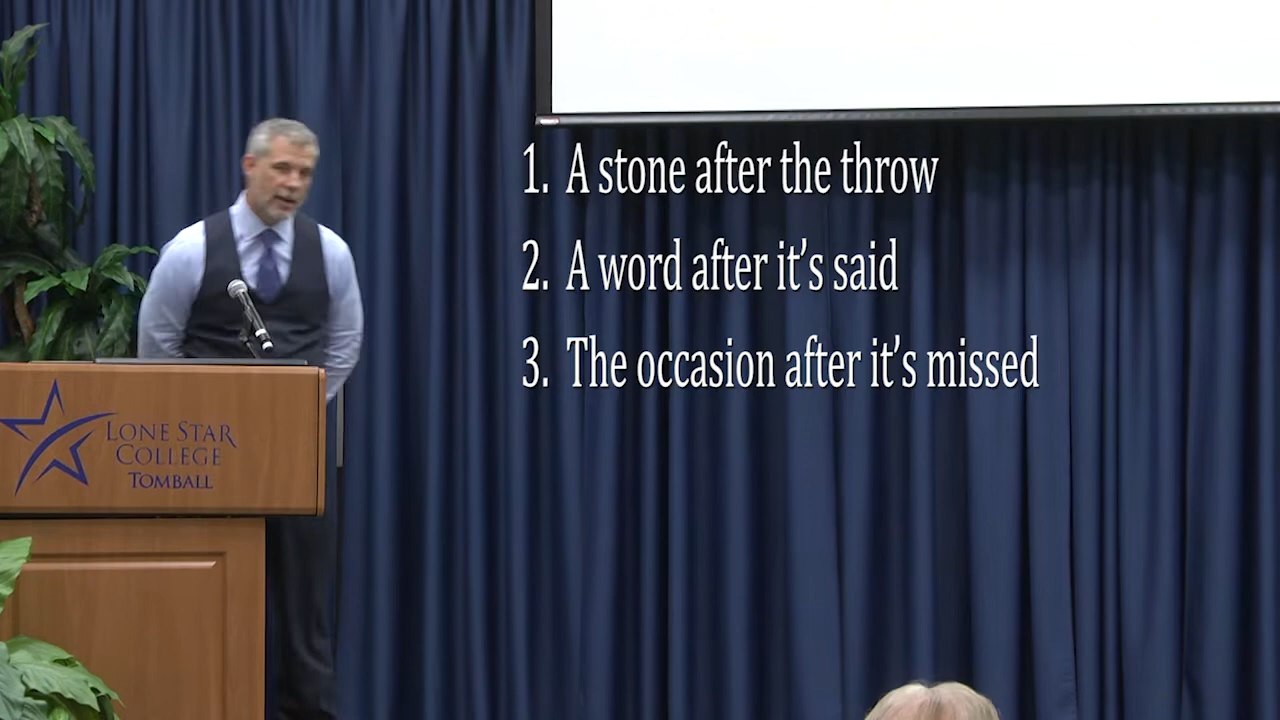 1. A stone after the throw
2. A word after it’s said
3. The occasion after it’s missed
LONE STAR
COLLEGE
TOMBALL